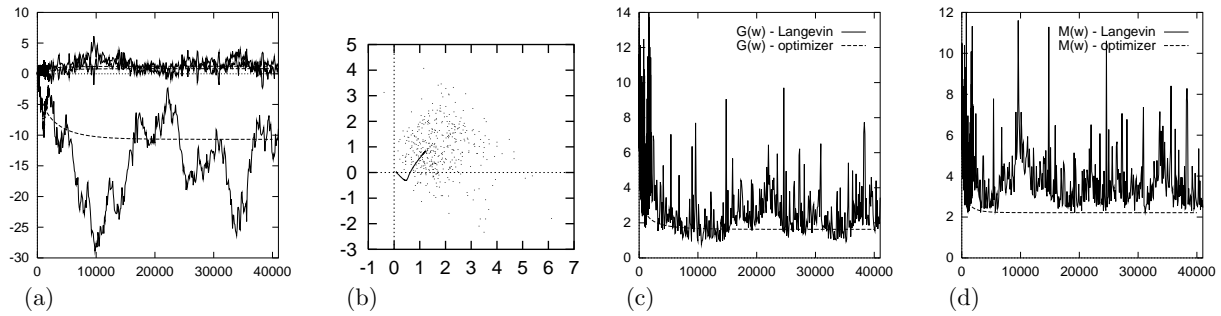 10
5
0
-5
-10
-15
-20
-25
-30
0 10000 20000 30000 40000
(a)
5
4
3
2
1
0
-1
-2
-3
-1 0 1 2 3 4 5 6 7
(b)
14
12
10
8
6
4
2
0
G(w) - Langevin
G(w) - optimizer
0 10000 20000 30000 40000
(c)
12
10
8
6
4
2
0
M(w) - Langevin
M(w) - optimizer
0 10000 20000 30000 40000
(d)